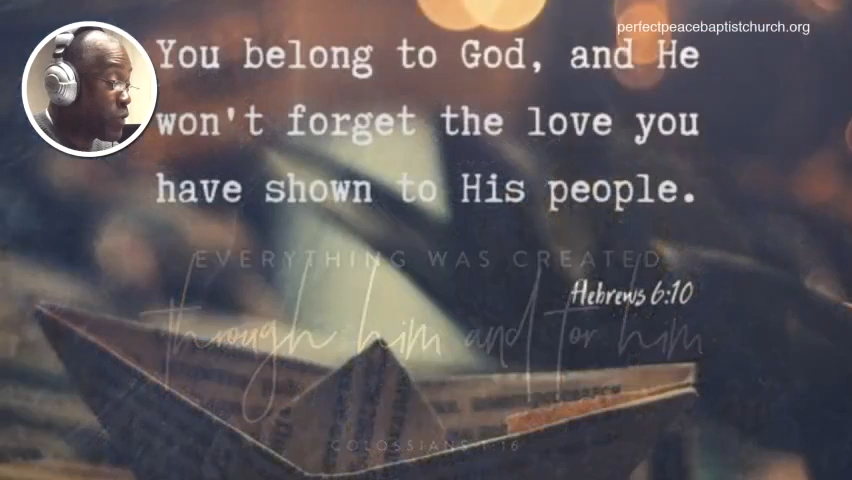 perfectpeacebaptistchurch.org
You belong to God, and He
won't forget the love you
have shown to His people.
EVERYTHING WAS CREATED
Hebrews 6:10
through him and for him
COLOSSIANS 1:16